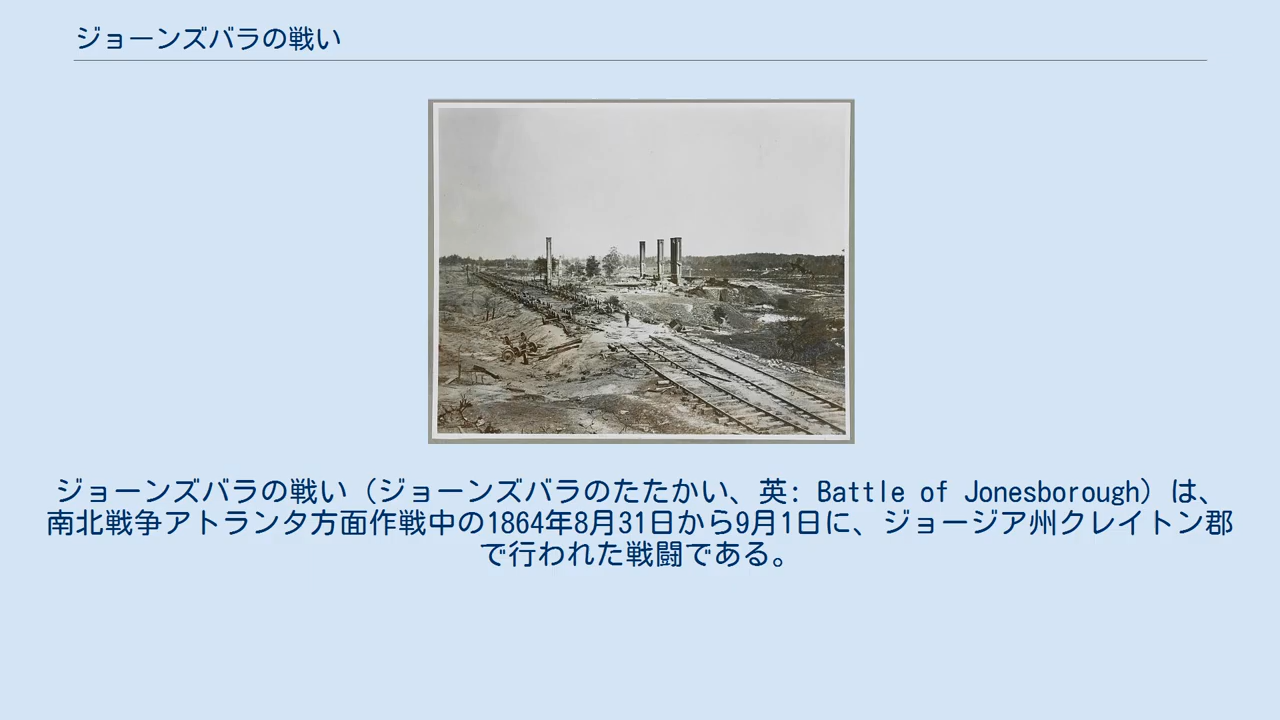 ジョーンズバラの戦い
ジョーンズバラの戦い（ジョーンズバラのたたかい、英: Battle of Jonesborough）は、
南北戦争アトランタ方面作戦中の1864年8月31日から9月1日に、ジョージア州クレイトン郡
で行われた戦闘である。